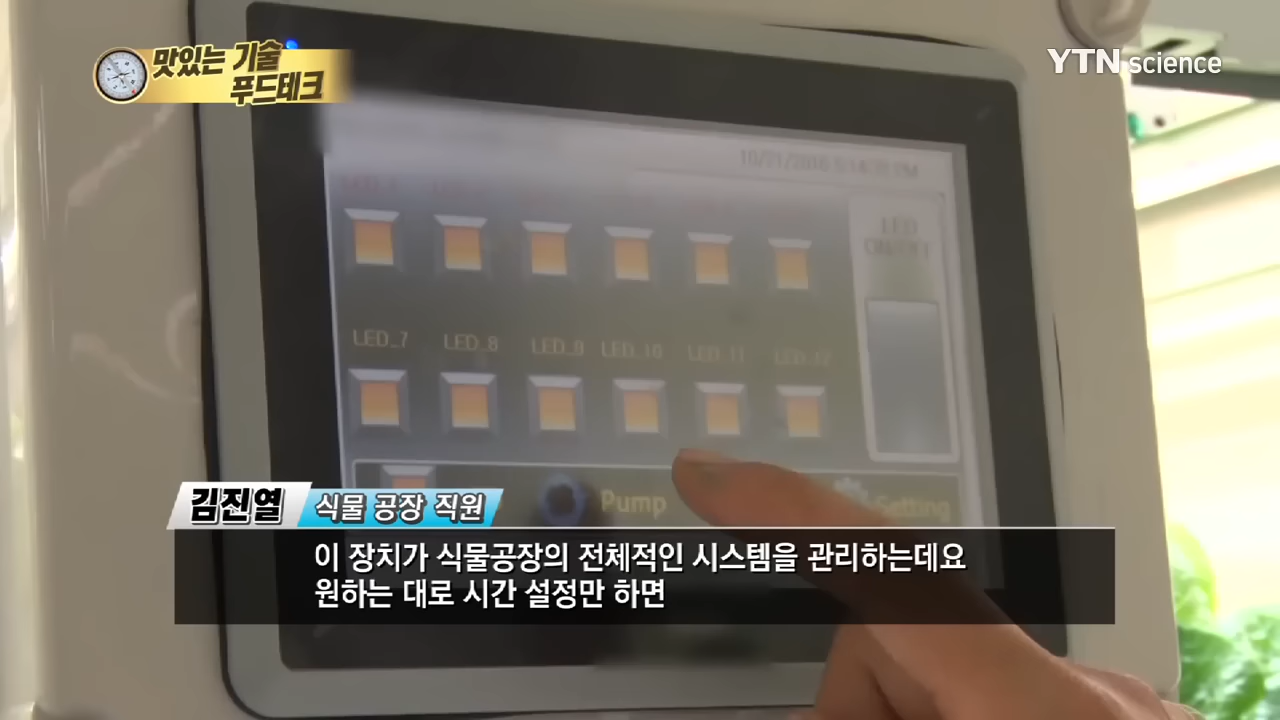 맛있는 기술
푸드테크
YTN science
LED
LED_7 LED_8 LED_9 LED_10 LED_11 LED_12
Pump
Setting
김진열 식물 공장 직원
이 장치가 식물공장의 전체적인 시스템을 관리하는데요
원하는 대로 시간 설정만 하면